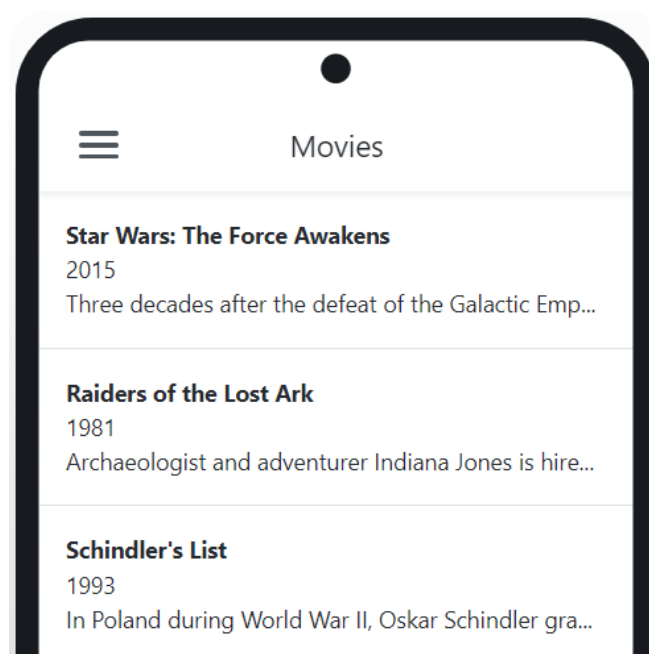 Movies
Star Wars: The Force Awakens
2015
Three decades after the defeat of the Galactic Emp...
Raiders of the Lost Ark
1981
Archaeologist and adventurer Indiana Jones is hire...
Schindler's List
1993
In Poland during World War II, Oskar Schindler gra...